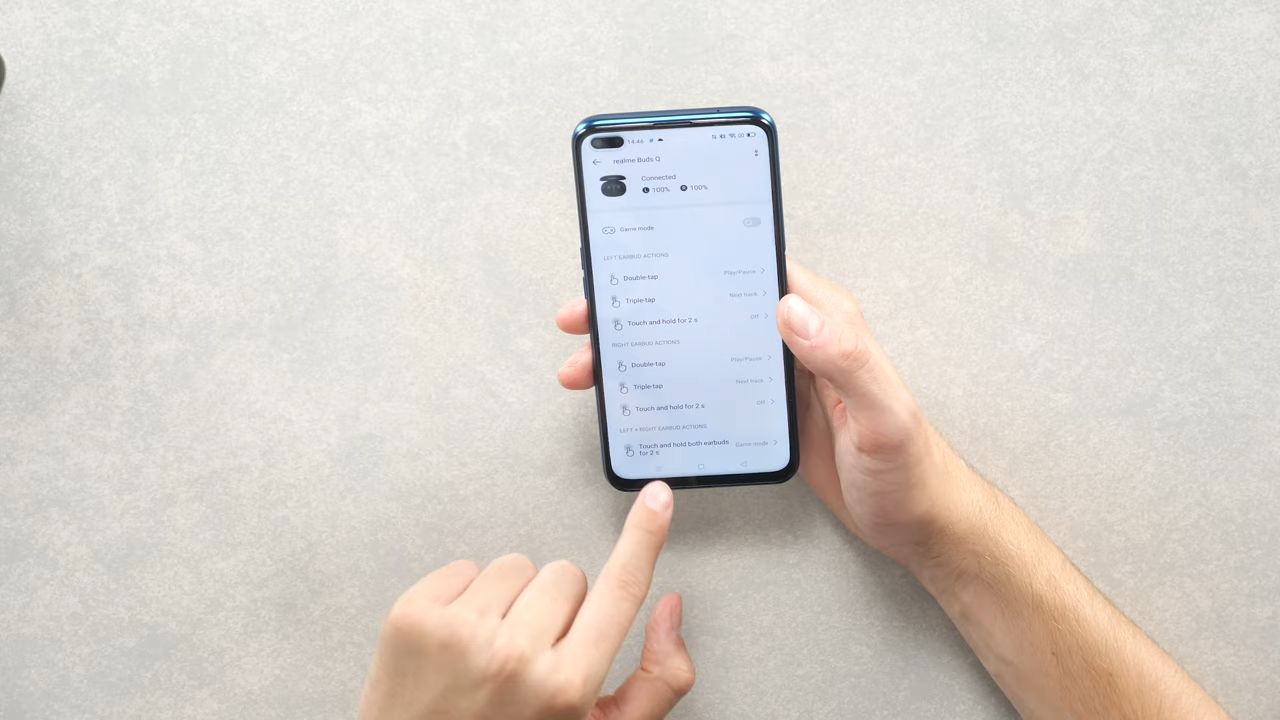 14:46
realme Buds Q
Connected
L 100% R 100%
Game mode
LEFT EARBUD ACTIONS
Double-tap Play/Pause
Triple-tap Next track
Touch and hold for 2 s Off
RIGHT EARBUD ACTIONS
Double-tap Play/Pause
Triple-tap Next track
Touch and hold for 2 s Off
LEFT + RIGHT EARBUD ACTIONS
Touch and hold both earbuds Game mode
for 2 s